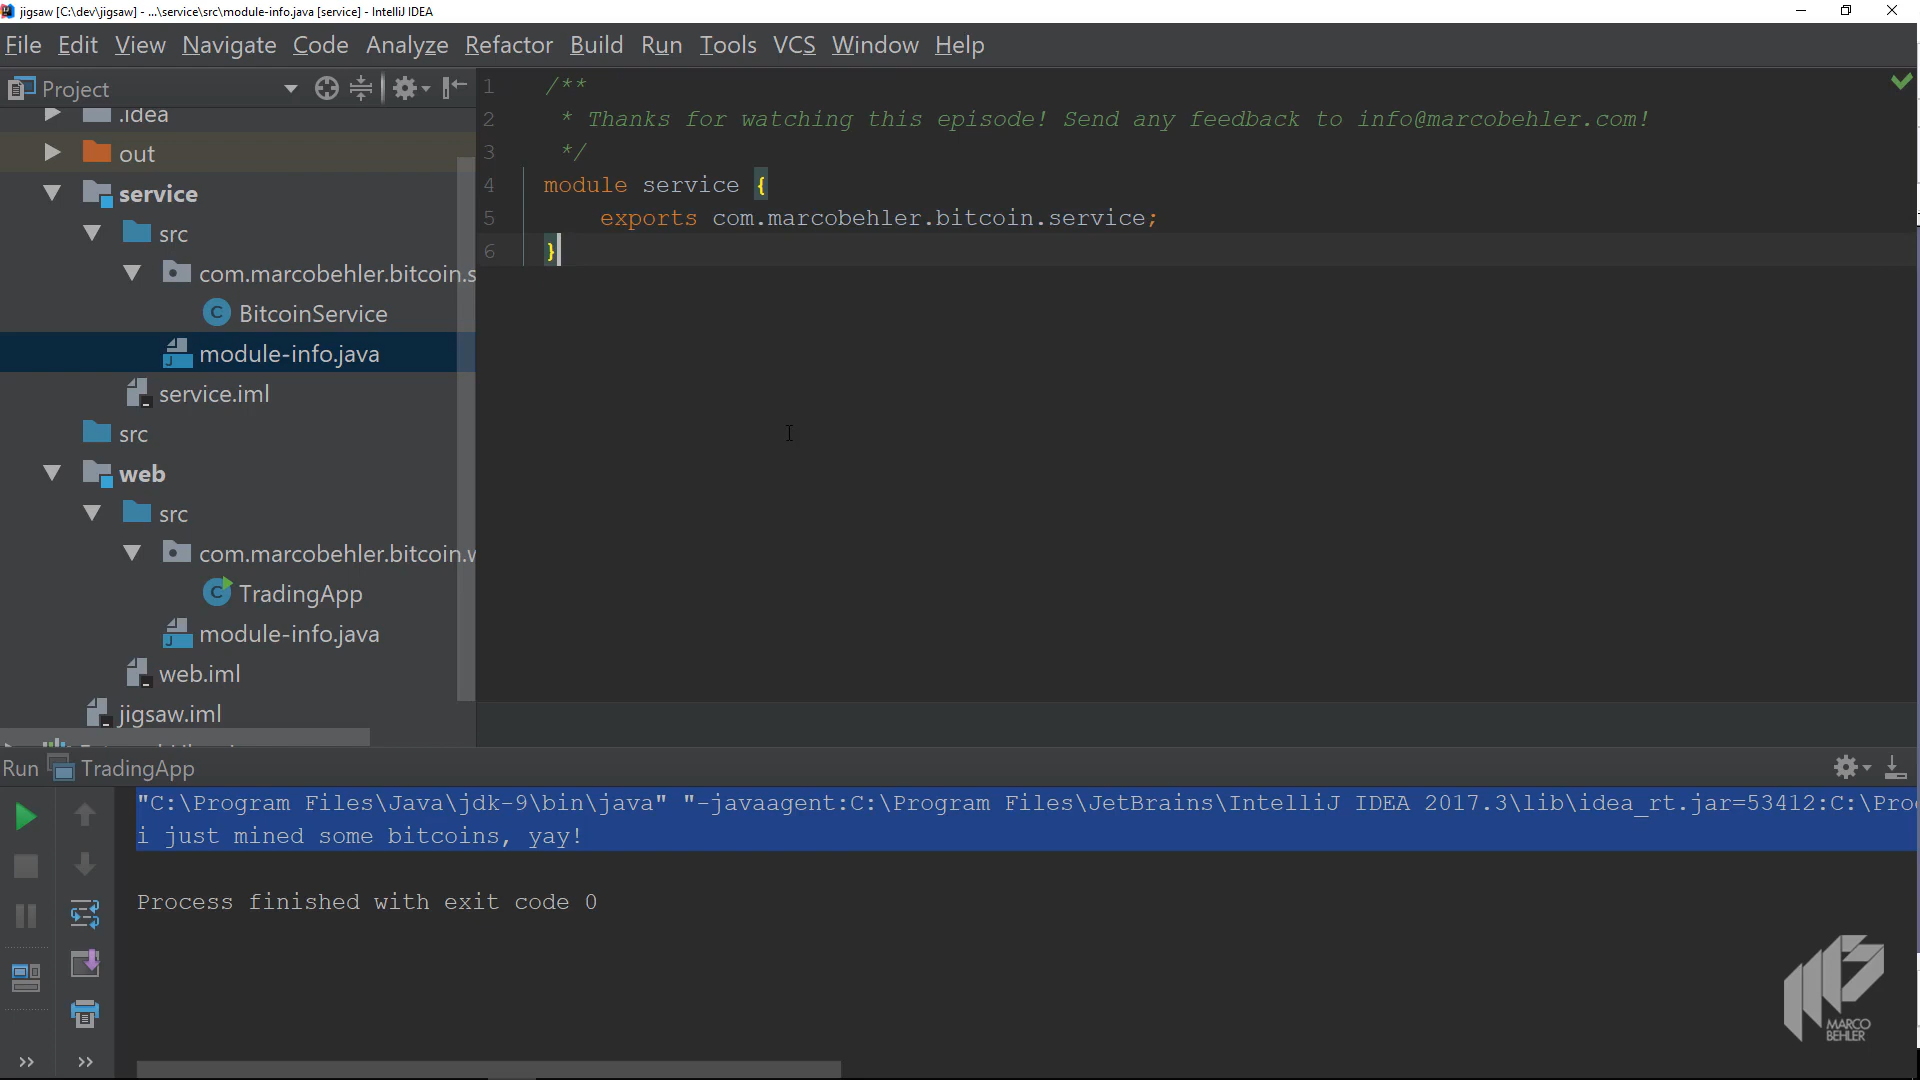 jigsaw [C:\dev\jigsaw] - ...\service\src\module-info.java [service] - IntelliJ IDEA
File Edit View Navigate Code Analyze Refactor Build Run Tools VCS Window Help
Project
.idea
out
service
src
com.marcobehler.bitcoin.s
BitcoinService
module-info.java
service.iml
src
web
src
com.marcobehler.bitcoin.w
TradingApp
module-info.java
web.iml
jigsaw.iml
1 /**
2 * Thanks for watching this episode! Send any feedback to info@marcobehler.com!
3 */
4 module service {
5 exports com.marcobehler.bitcoin.service;
6 }
Run TradingApp
"C:\Program Files\Java\jdk-9\bin\java" "-javaagent:C:\Program Files\JetBrains\IntelliJ IDEA 2017.3\lib\idea_rt.jar=53412:C:\Pro
i just mined some bitcoins, yay!
Process finished with exit code 0
MARCO
BEHLER